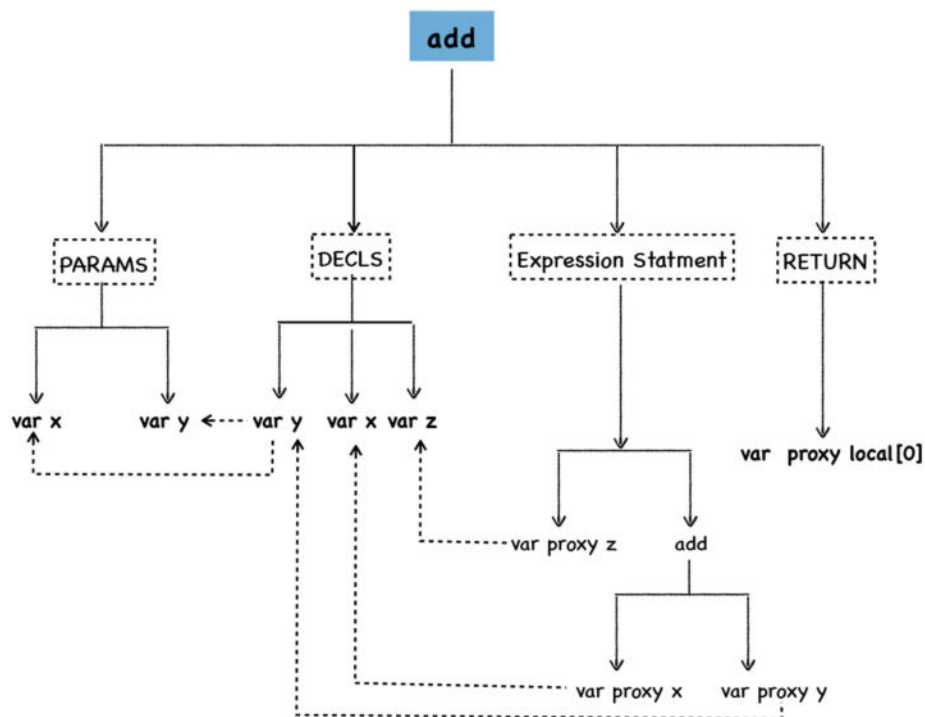 add
PARAMS
DECLS
Expression Statment
RETURN
var x
var y
var y
var x
var z
var proxy local[0]
var proxy z
add
var proxy x
var proxy y